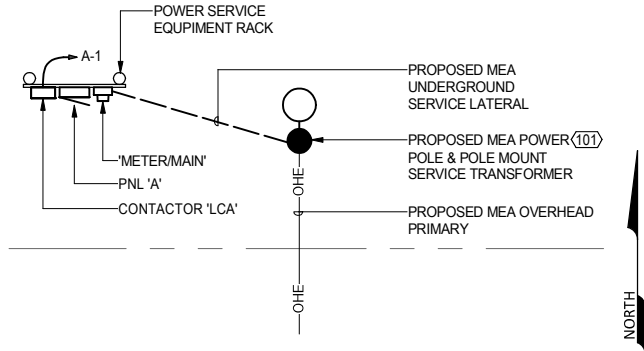 POWER SERVICE
EQUPIMENT RACK
A-1
PROPOSED MEA
UNDERGROUND
SERVICE LATERAL
PROPOSED MEA POWER 101
POLE & POLE MOUNT
SERVICE TRANSFORMER
'METER/MAIN'
PNL 'A'
CONTACTOR 'LCA'
OHE
PROPOSED MEA OVERHEAD
PRIMARY
OHE
NORTH